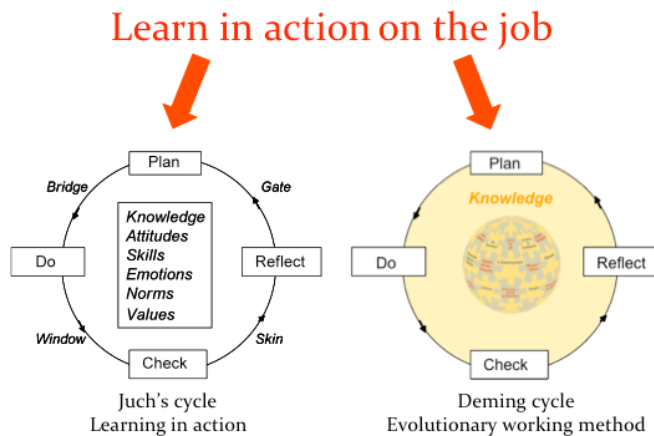 Learn in action on the job
Plan
Bridge
Gate
Knowledge
Attitudes
Skills
Emotions
Norms
Values
Do
Reflect
Window
Skin
Check
Juch's cycle
Learning in action
Plan
Knowledge
Do
Reflect
Check
Deming cycle
Evolutionary working method